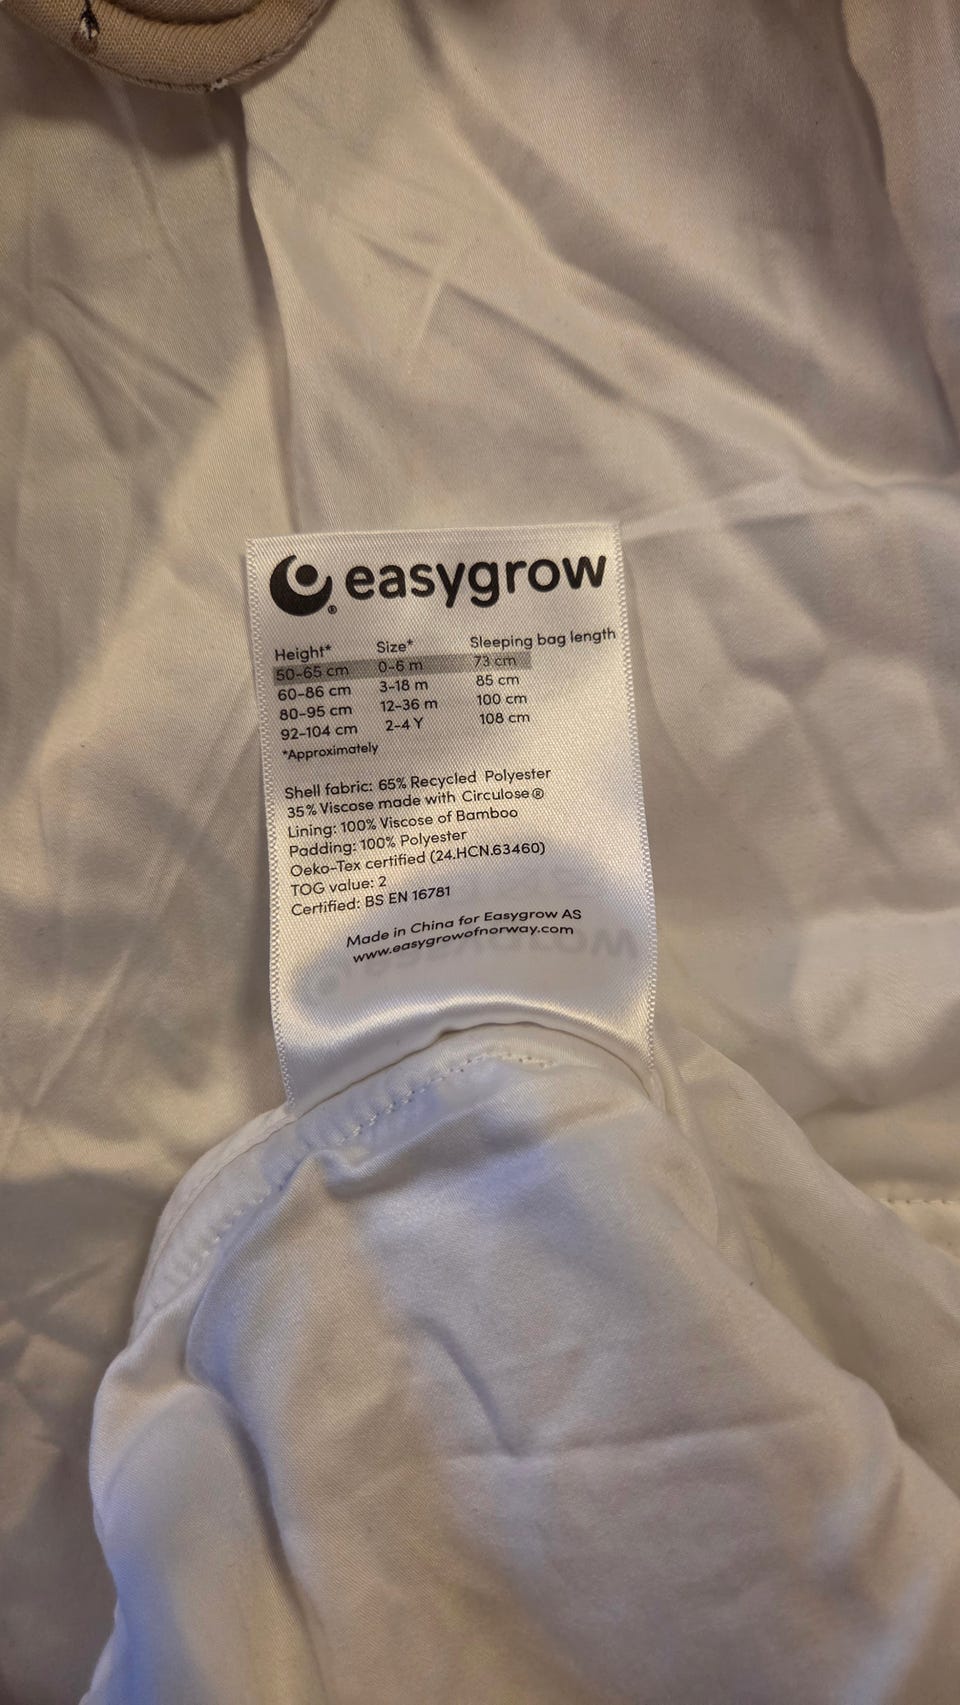 easygrow®
Height* Size* Sleeping bag length
50-65 cm 0-6 m 73 cm
60-86 cm 3-18 m 85 cm
80-95 cm 12-36 m 100 cm
92-104 cm 2-4 Y 108 cm
*Approximately
Shell fabric: 65% Recycled Polyester
35% Viscose made with Circulose®
Lining: 100% Viscose of Bamboo
Padding: 100% Polyester
Oeko-Tex certified (24.HCN.63460)
TOG value: 2
Certified: BS EN 16781
Made in China for Easygrow AS
www.easygrowofnorway.com